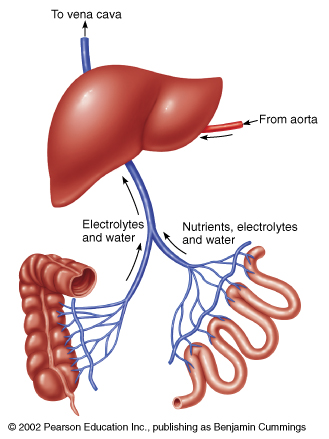 To vena cava
From aorta
Electrolytes
and water
Nutrients, electrolytes
and water
© 2002 Pearson Education Inc., publishing as Benjamin Cummings